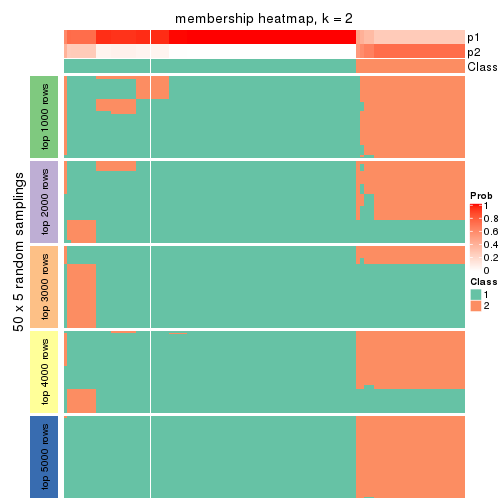 membership heatmap, k = 2
p1
p2
Class
50 x 5 random samplings
top 1000 rows
top 2000 rows
top 3000 rows
top 4000 rows
top 5000 rows
Prob
1
0.8
0.6
0.4
0.2
0
Class
1
2